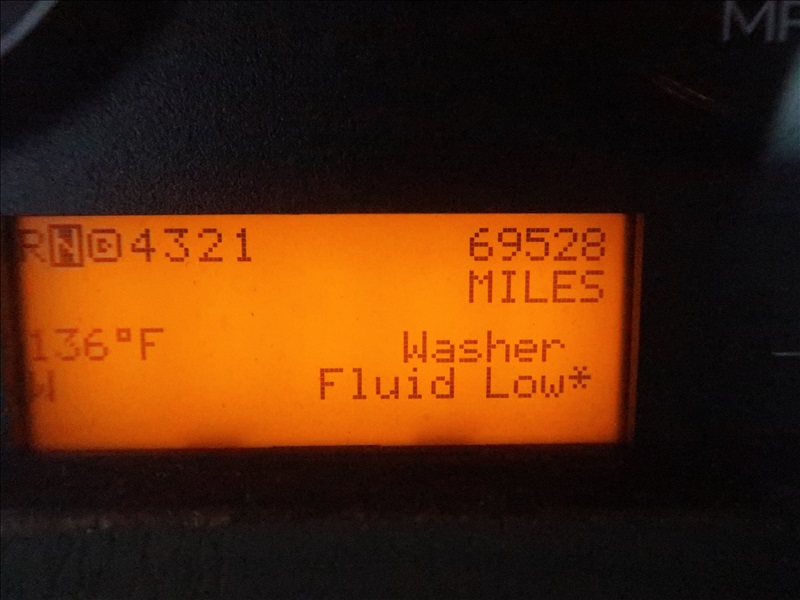 RND4321 69528
MILES
136°F Washer
W Fluid Low*